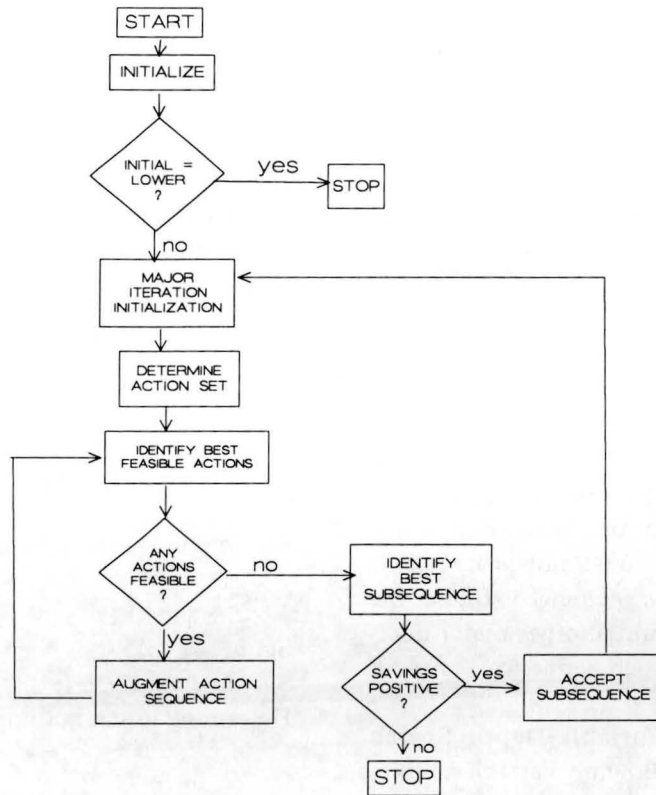 START
INITIALIZE
INITIAL =
LOWER
?
yes
STOP
no
MAJOR
ITERATION
INITIALIZATION
DETERMINE
ACTION SET
IDENTIFY BEST
FEASIBLE ACTIONS
ANY
ACTIONS
FEASIBLE
?
no
IDENTIFY
BEST
SUBSEQUENCE
yes
AUGMENT ACTION
SEQUENCE
SAVINGS
POSITIVE
?
yes
ACCEPT
SUBSEQUENCE
no
STOP